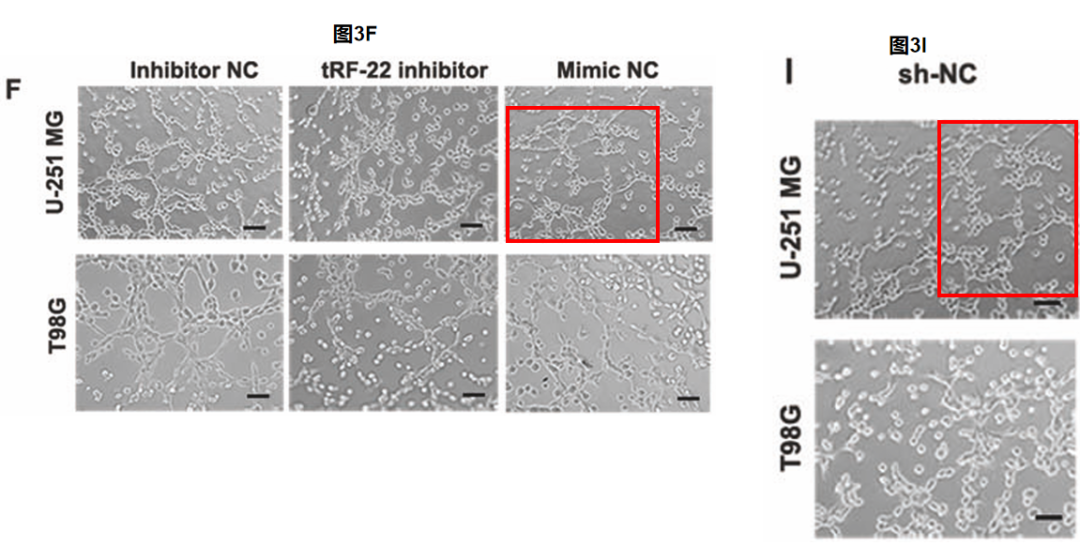 图3F
F
Inhibitor NC tRF-22 inhibitor Mimic NC
U-251 MG
T98G
图3I
I
sh-NC
U-251 MG
T98G